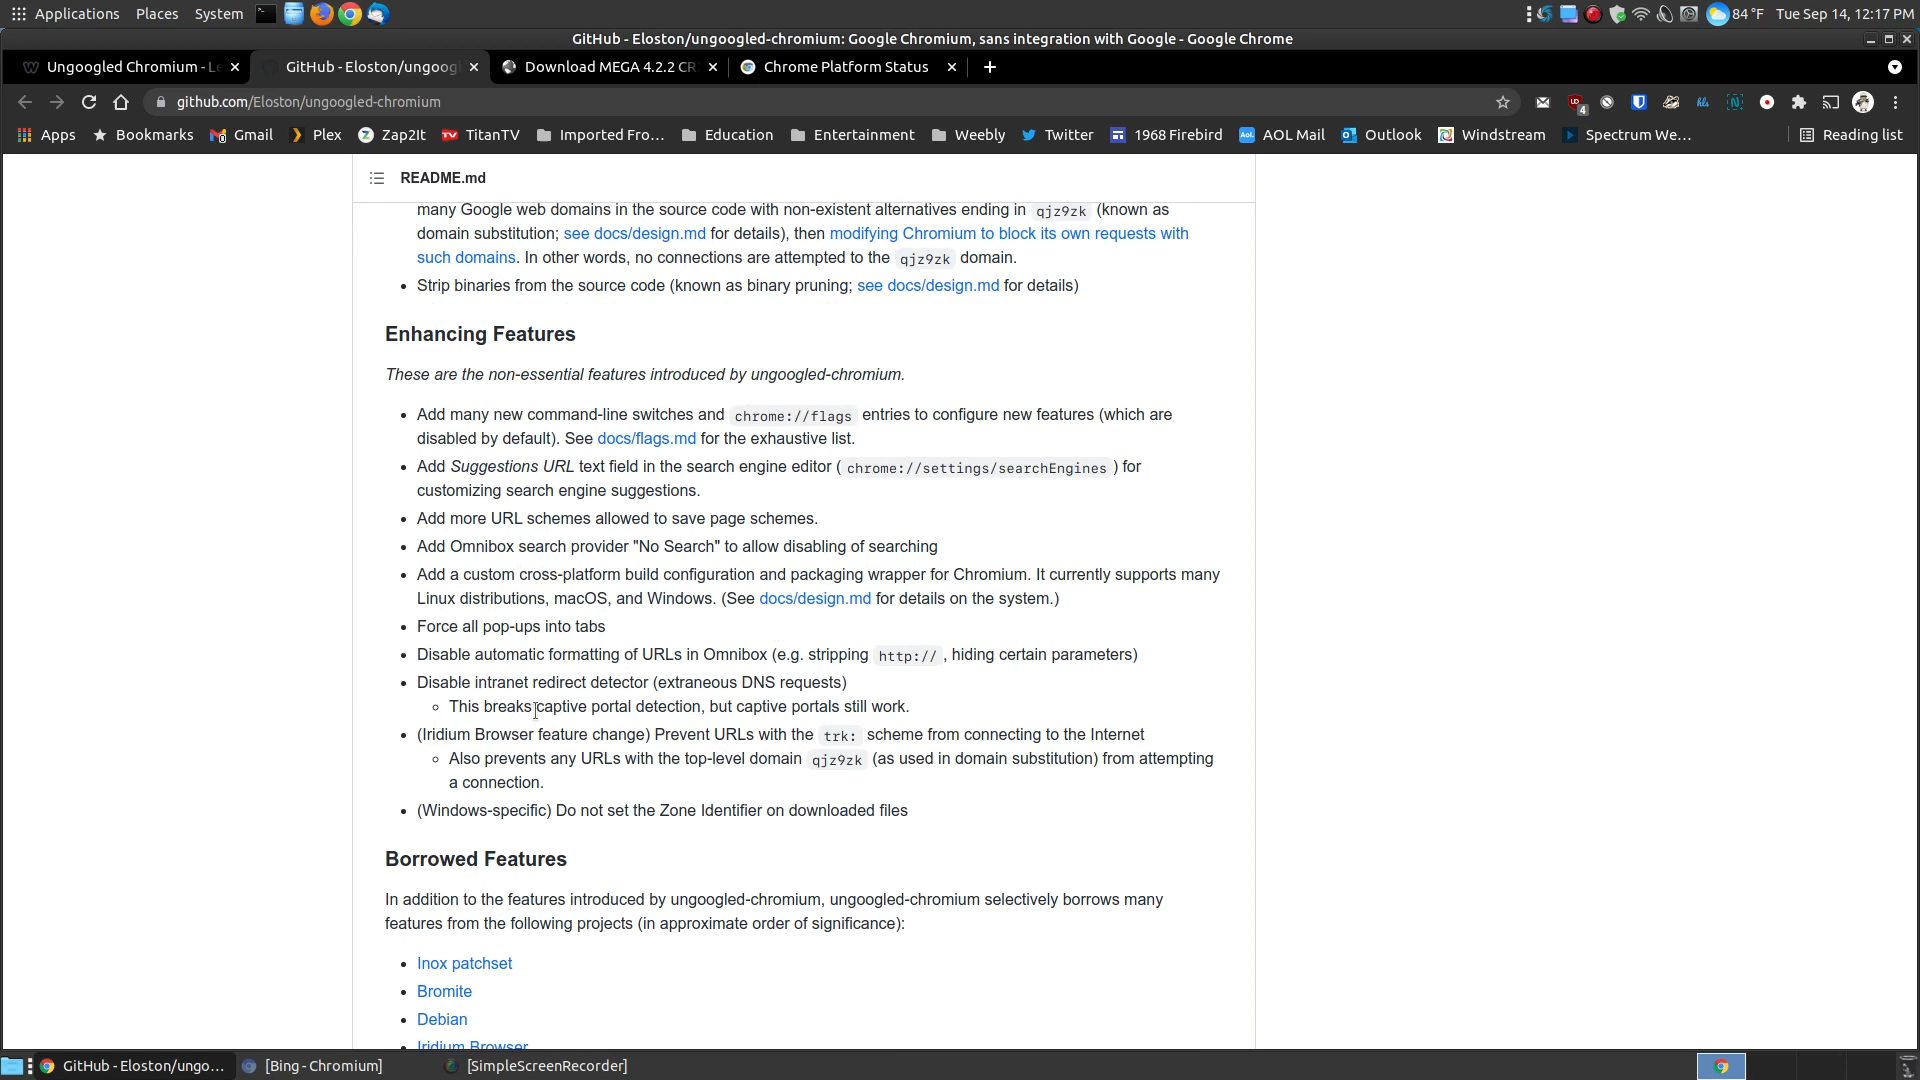 Applications Places System 84 °F Tue Sep 14, 12:17 PM
GitHub - Eloston/ungoogled-chromium: Google Chromium, sans integration with Google - Google Chrome
Ungoogled Chromium - Le GitHub - Eloston/ungoog Download MEGA 4.2.2 CR Chrome Platform Status
github.com/Eloston/ungoogled-chromium
Apps Bookmarks Gmail Plex Zap2It TitanTV Imported Fro... Education Entertainment Weebly Twitter 1968 Firebird AOL Mail Outlook Windstream Spectrum We... Reading list
README.md
many Google web domains in the source code with non-existent alternatives ending in qjz9zk (known as
domain substitution; see docs/design.md for details), then modifying Chromium to block its own requests with
such domains. In other words, no connections are attempted to the qjz9zk domain.
• Strip binaries from the source code (known as binary pruning; see docs/design.md for details)
Enhancing Features
These are the non-essential features introduced by ungoogled-chromium.
• Add many new command-line switches and chrome://flags entries to configure new features (which are
disabled by default). See docs/flags.md for the exhaustive list.
• Add Suggestions URL text field in the search engine editor ( chrome://settings/searchEngines ) for
customizing search engine suggestions.
• Add more URL schemes allowed to save page schemes.
• Add Omnibox search provider "No Search" to allow disabling of searching
• Add a custom cross-platform build configuration and packaging wrapper for Chromium. It currently supports many
Linux distributions, macOS, and Windows. (See docs/design.md for details on the system.)
• Force all pop-ups into tabs
• Disable automatic formatting of URLs in Omnibox (e.g. stripping http:// , hiding certain parameters)
• Disable intranet redirect detector (extraneous DNS requests)
◦ This breaks captive portal detection, but captive portals still work.
• (Iridium Browser feature change) Prevent URLs with the trk: scheme from connecting to the Internet
◦ Also prevents any URLs with the top-level domain qjz9zk (as used in domain substitution) from attempting
a connection.
• (Windows-specific) Do not set the Zone Identifier on downloaded files
Borrowed Features
In addition to the features introduced by ungoogled-chromium, ungoogled-chromium selectively borrows many
features from the following projects (in approximate order of significance):
• Inox patchset
• Bromite
• Debian
• Iridium Browser
GitHub - Eloston/ungo... [Bing - Chromium] [SimpleScreenRecorder]